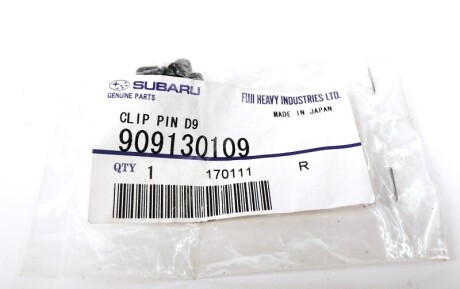 SUBARU
GENUINE PARTS
FUJI HEAVY INDUSTRIES LTD.
MADE IN JAPAN
CLIP PIN D9
909130109
QTY 1 170111 R